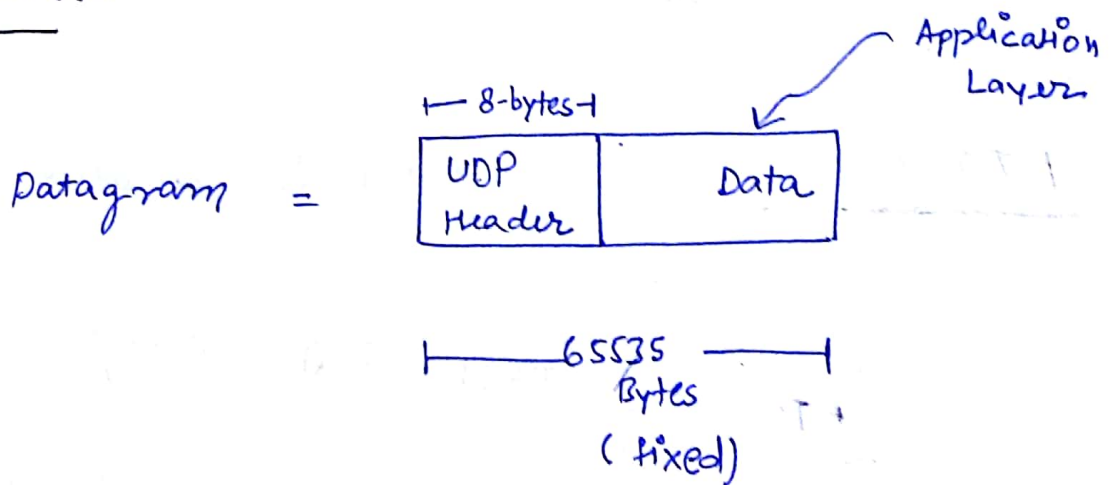 Application
Layer
8-bytes
Datagram = UDP Data
Header
65535
Bytes
(fixed)